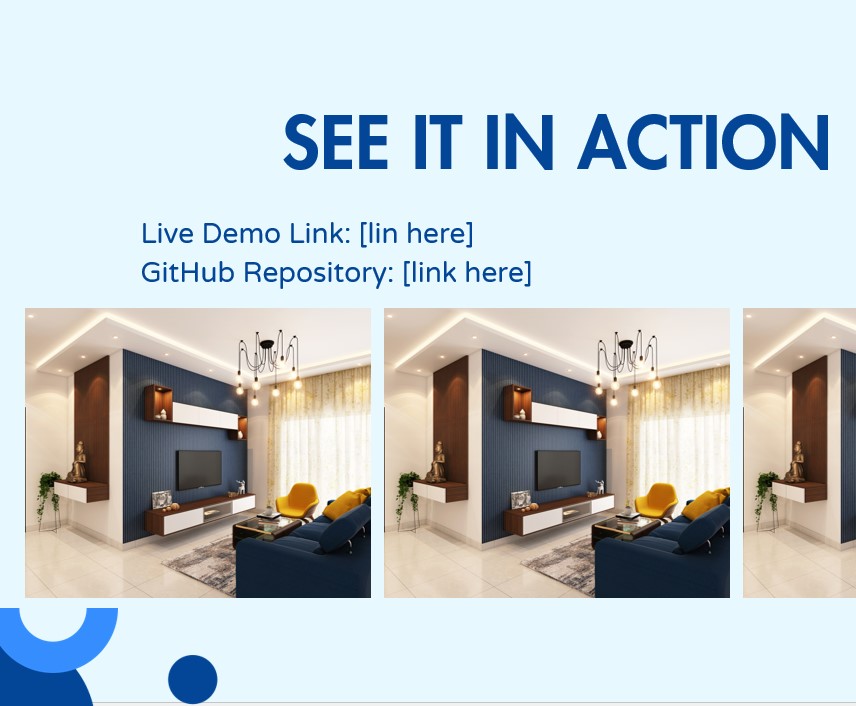 SEE IT IN ACTION
Live Demo Link: [lin here]
GitHub Repository: [link here]